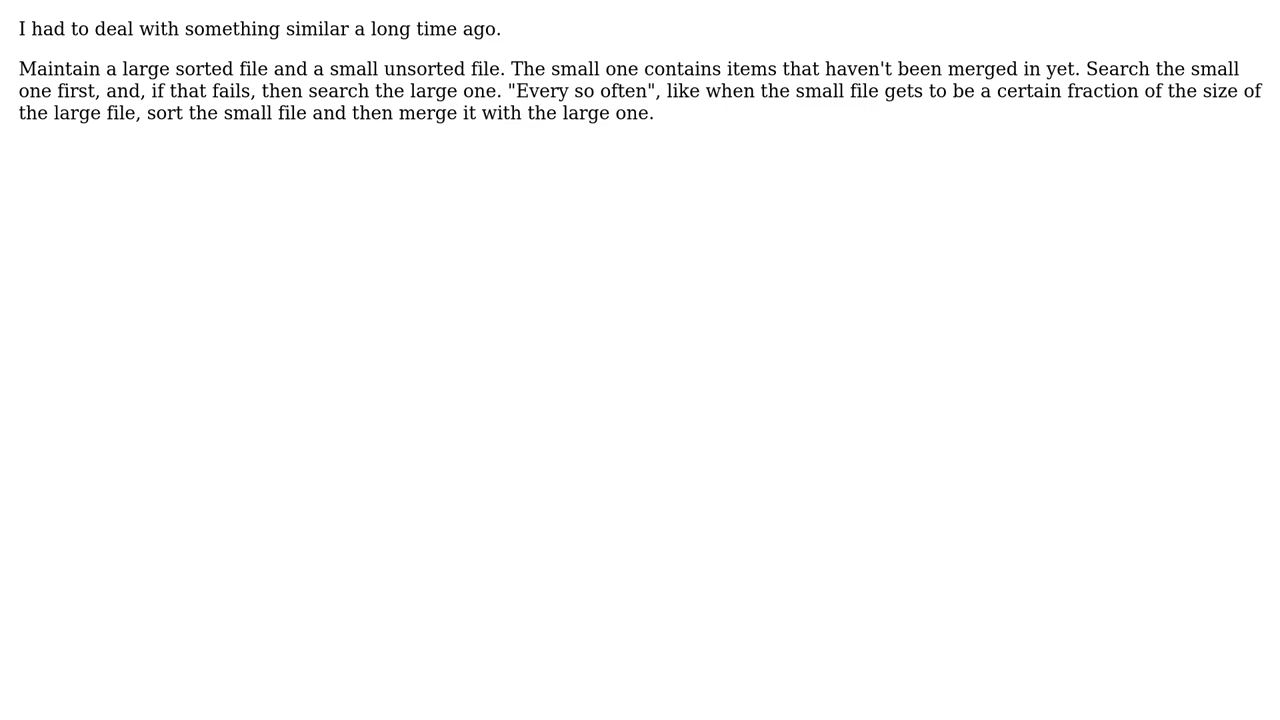 I had to deal with something similar a long time ago.
Maintain a large sorted file and a small unsorted file. The small one contains items that haven't been merged in yet. Search the small
one first, and, if that fails, then search the large one. "Every so often", like when the small file gets to be a certain fraction of the size of
the large file, sort the small file and then merge it with the large one.